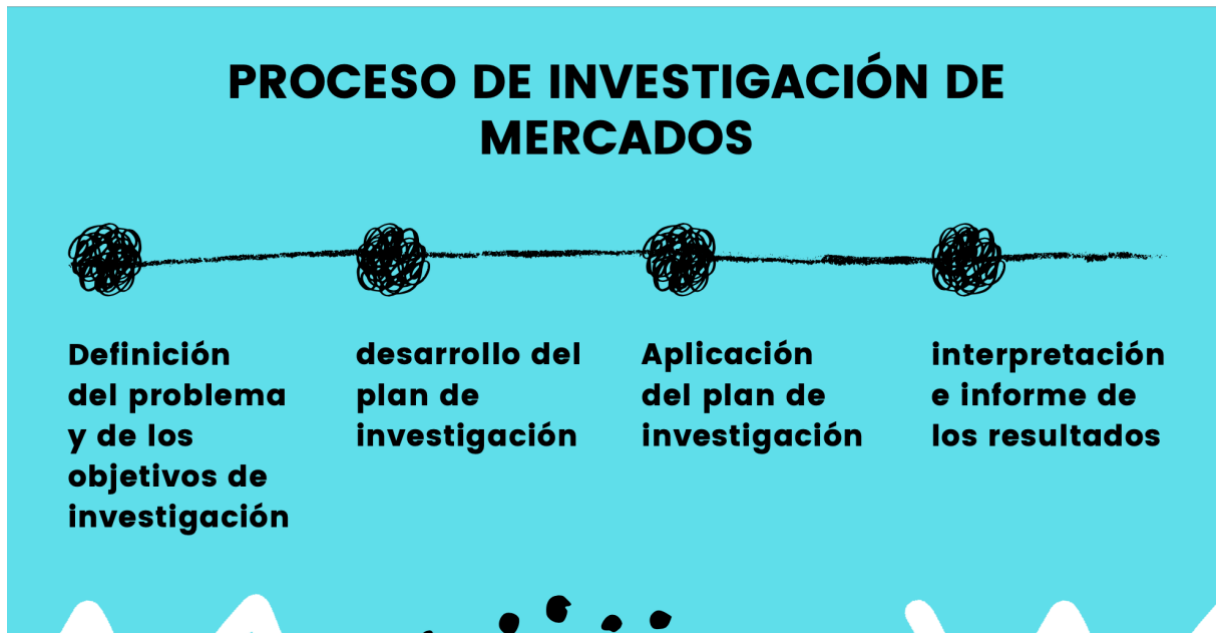 PROCESO DE INVESTIGACIÓN DE
MERCADOS
Definición
del problema
y de los
objetivos de
investigación
desarrollo del
plan de
investigación
Aplicación
del plan de
investigación
interpretación
e informe de
los resultados